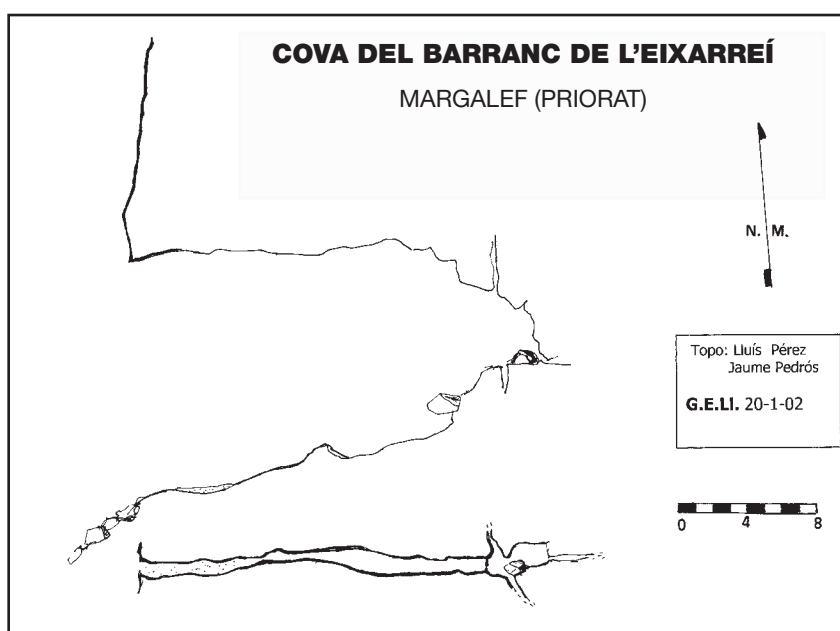 COVA DEL BARRANC DE L'EIXARREÍ
MARGALEF (PRIORAT)
N. M.
Topo: Lluís Pérez
Jaume Pedrós
G.E.Ll. 20-1-02
0 4 8